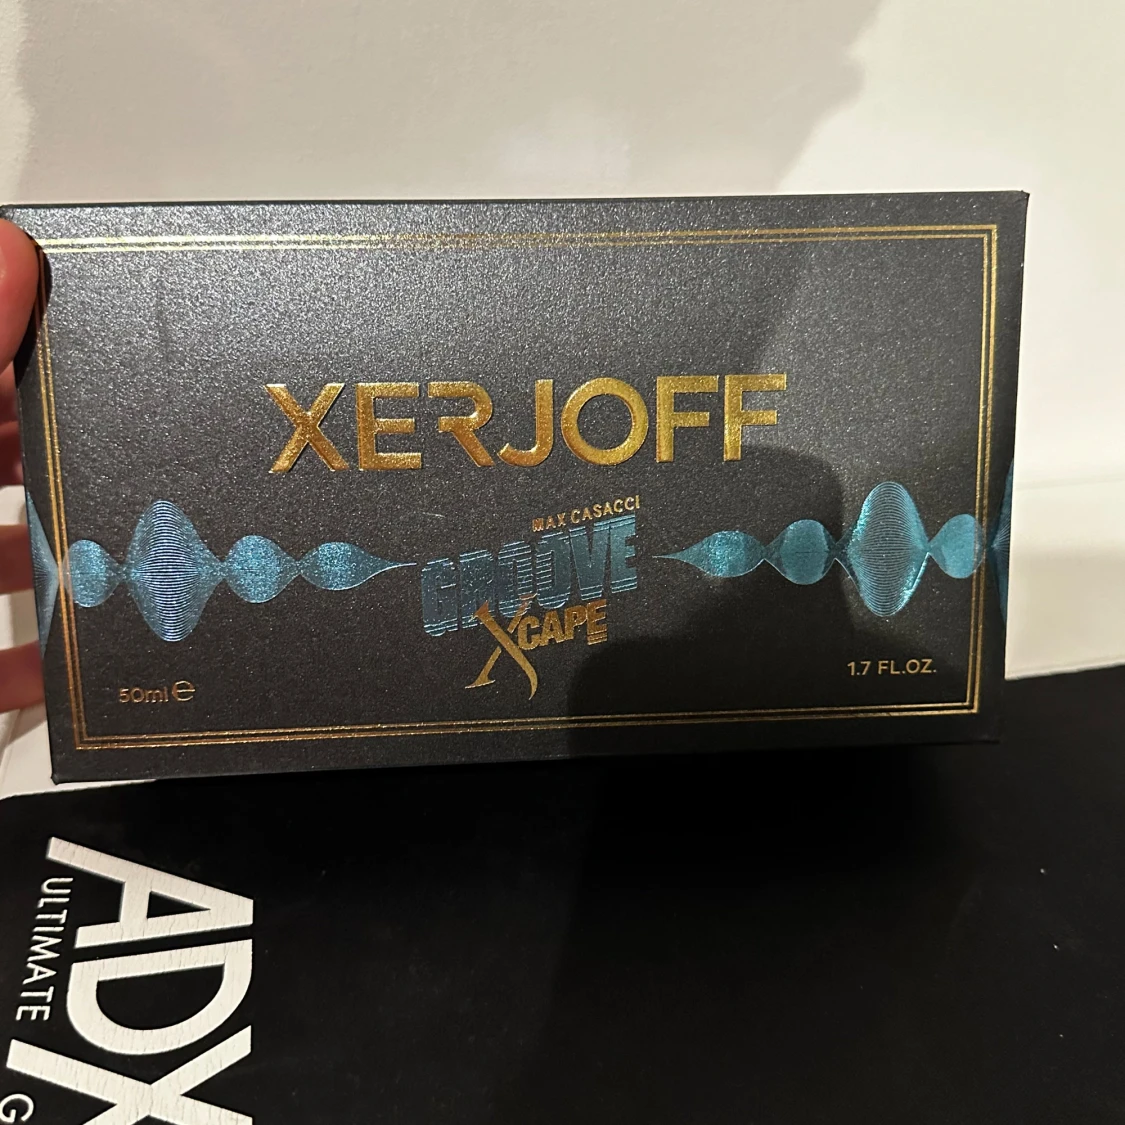 XERJOFF
MAX CASACCI
GROOVE
XCAPE
50ml ℮
1.7 FL.OZ.
ADX
ULTIMATE G